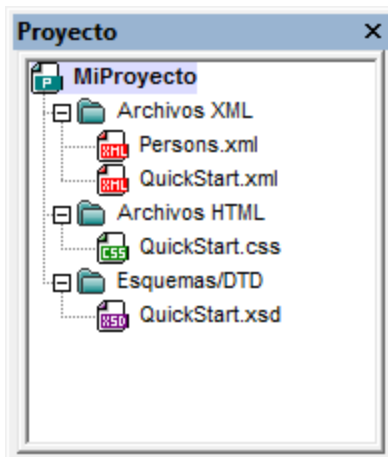 Proyecto
MiProyecto
Archivos XML
Persons.xml
QuickStart.xml
Archivos HTML
QuickStart.css
Esquemas/DTD
QuickStart.xsd